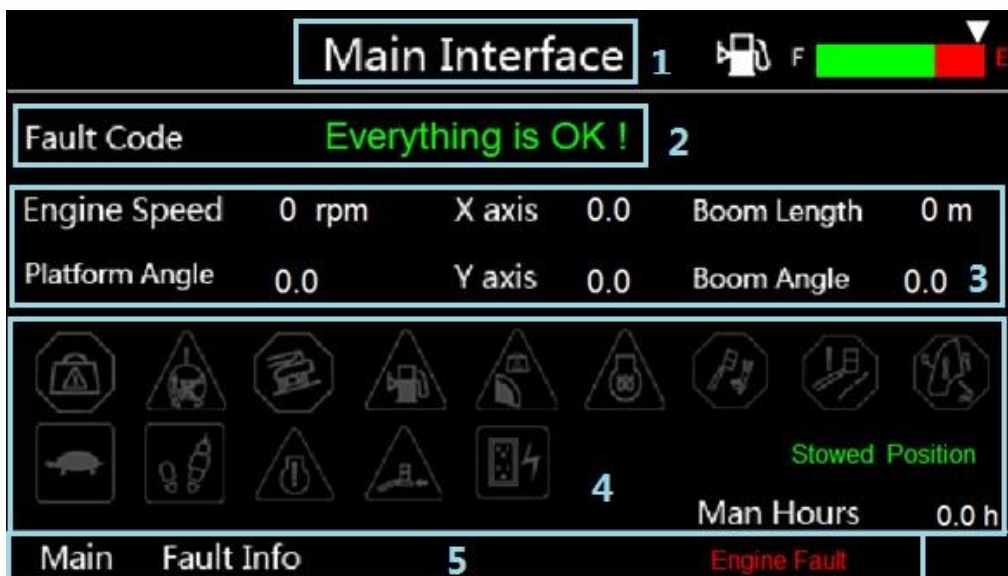 Main Interface 1 F E
Fault Code Everything is OK ! 2
Engine Speed 0 rpm X axis 0.0 Boom Length 0 m
Platform Angle 0.0 Y axis 0.0 Boom Angle 0.0 3
Stowed Position
4
Man Hours 0.0 h
Main Fault Info 5 Engine Fault